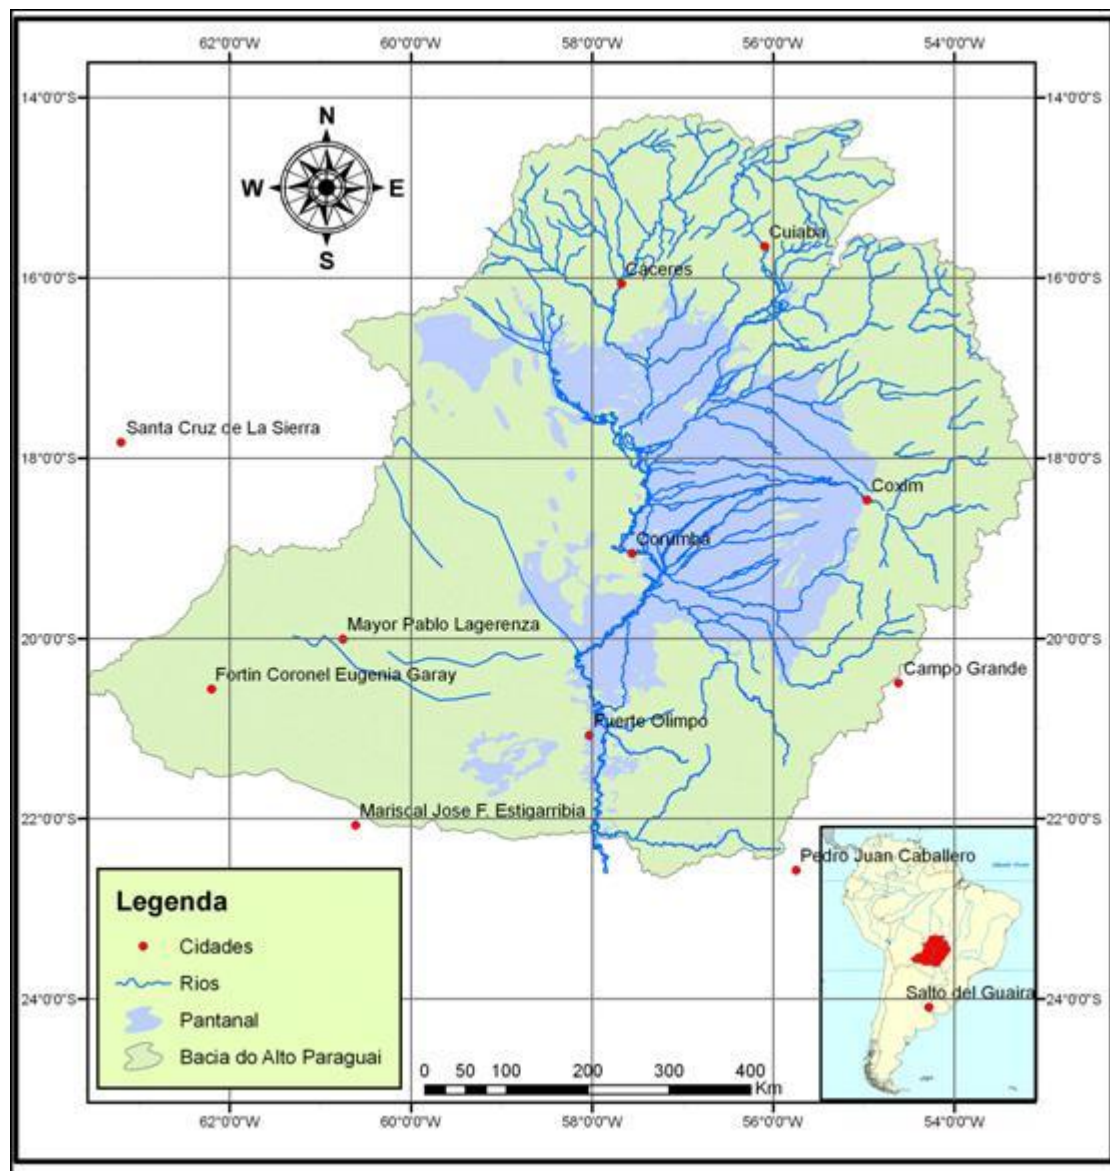 62°0'0"W 60°0'0"W 58°0'0"W 56°0'0"W 54°0'0"W
14°0'0"S 14°0'0"S
N
W E
S
Cuiaba
Caceres
16°0'0"S 16°0'0"S
Santa Cruz de La Sierra
18°0'0"S 18°0'0"S
Coxim
Corumba
Mayor Pablo Lagerenza
20°0'0"S 20°0'0"S
Campo Grande
Fortin Coronel Eugenia Garay
Fuerte Olimpo
Mariscal Jose F. Estigarribia
22°0'0"S 22°0'0"S
Pedro Juan Caballero
Legenda
Cidades
Rios
Pantanal
Bacia do Alto Paraguai
24°0'0"S 24°0'0"S
Salto del Guaira
0 50 100 200 300 400
Km
62°0'0"W 60°0'0"W 58°0'0"W 56°0'0"W 54°0'0"W